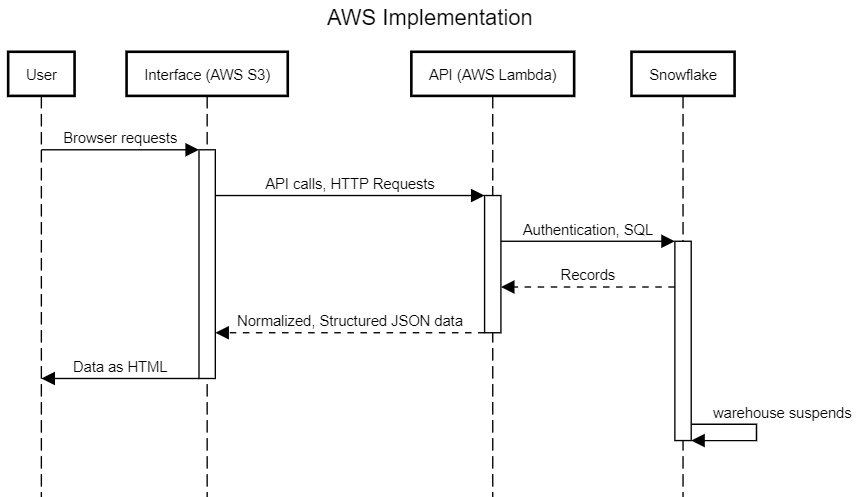 AWS Implementation
User
Interface (AWS S3)
API (AWS Lambda)
Snowflake
Browser requests
API calls, HTTP Requests
Authentication, SQL
Records
Normalized, Structured JSON data
Data as HTML
warehouse suspends